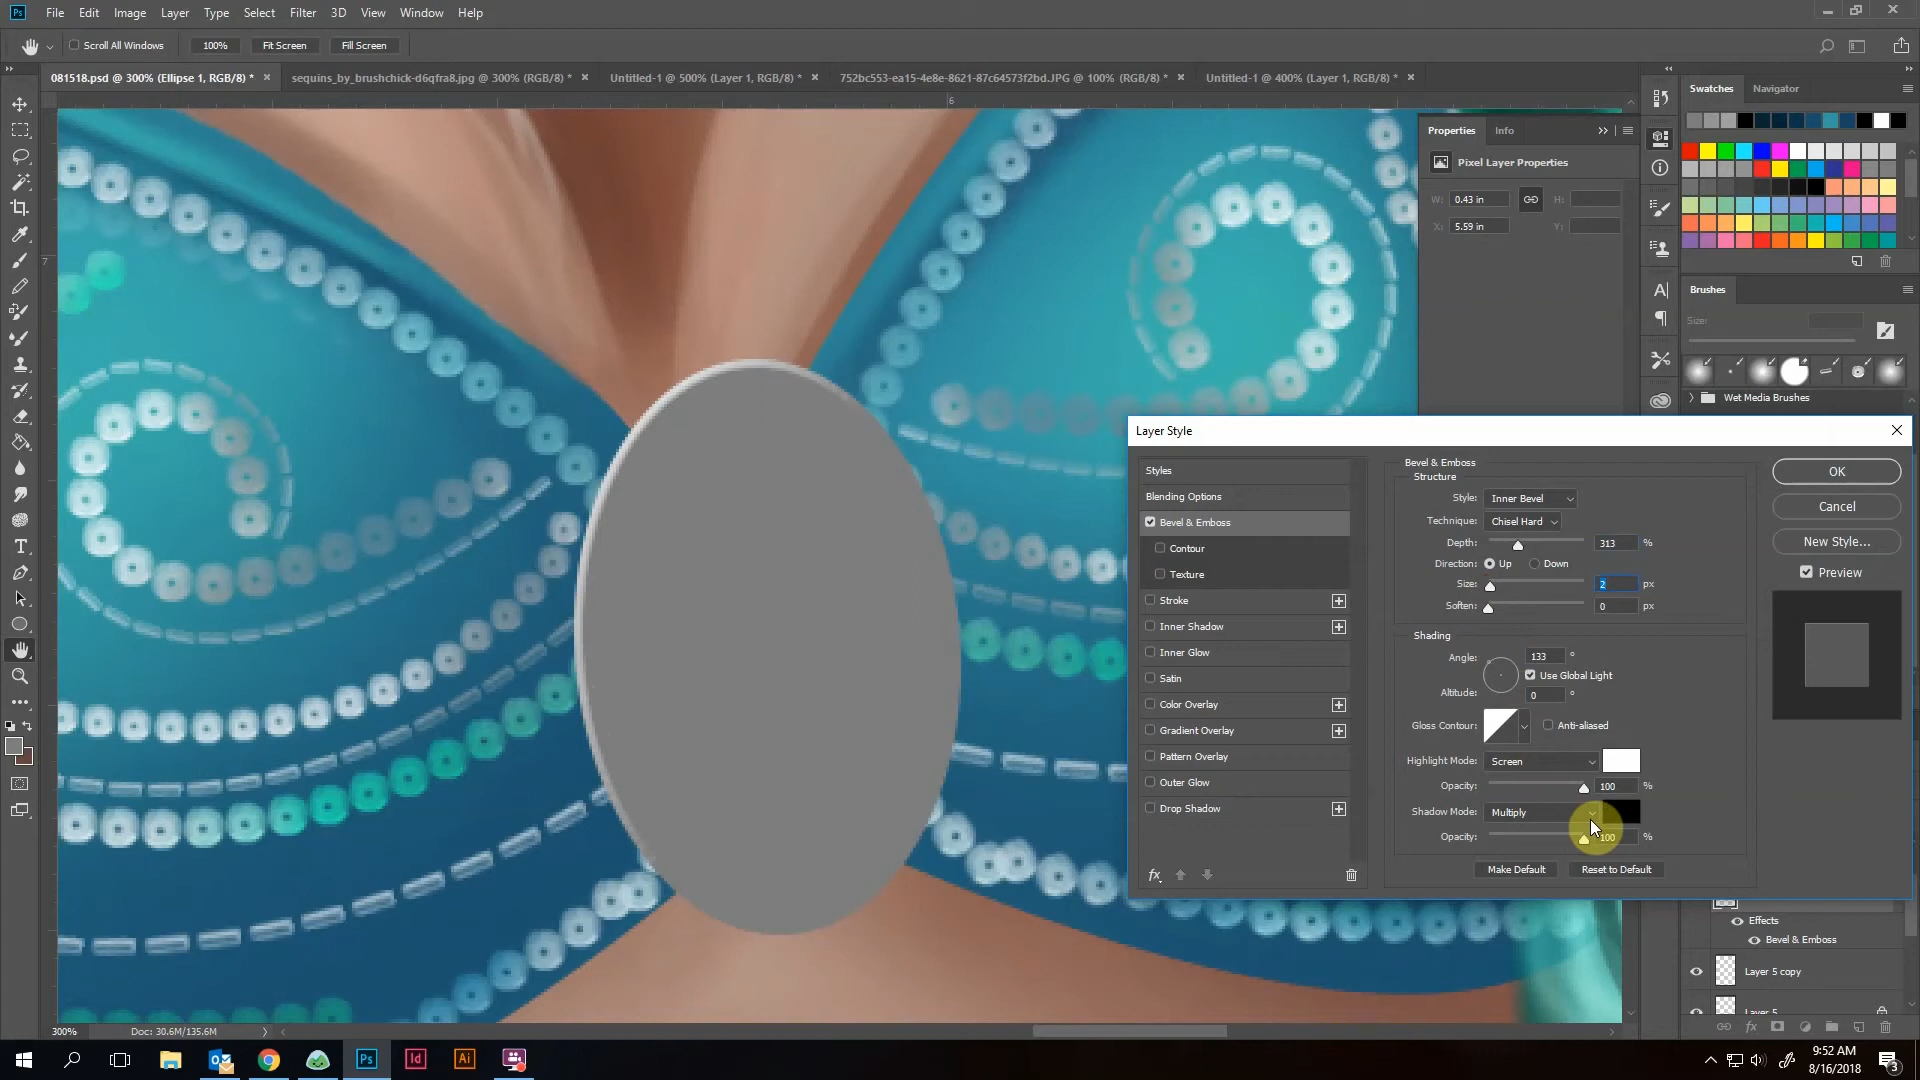 Ps File Edit Image Layer Type Select Filter 3D View Window Help
Scroll All Windows 100% Fit Screen Fill Screen
081518.psd @ 300% (Ellipse 1, RGB/8) * × sequins_by_brushchick-d6qfra8.jpg @ 300% (RGB/8) * × Untitled-1 @ 500% (Layer 1, RGB/8) * × 752bc553-ea15-4e8e-8621-87c64573f2bd.JPG @ 100% (RGB/8) * × Untitled-1 @ 400% (Layer 1, RGB/8) * ×
Swatches Navigator
6
7
Properties Info
Pixel Layer Properties
W: 0.43 in H:
X: 5.59 in Y:
Brushes
Size:
Wet Media Brushes
Layer Style
Styles
Blending Options
Bevel & Emboss
Contour
Texture
Stroke
Inner Shadow
Inner Glow
Satin
Color Overlay
Gradient Overlay
Pattern Overlay
Outer Glow
Drop Shadow
fx
Bevel & Emboss
Structure
Style: Inner Bevel
Technique: Chisel Hard
Depth: 313 %
Direction: Up Down
Size: 2 px
Soften: 0 px
Shading
Angle: 133 °
Use Global Light
Altitude: 0 °
Gloss Contour: Anti-aliased
Highlight Mode: Screen
Opacity: 100 %
Shadow Mode: Multiply
Opacity: 100 %
Make Default Reset to Default
OK
Cancel
New Style...
Preview
Effects
Bevel & Emboss
Layer 5 copy
Layer 5
300% Doc: 30.6M/135.6M
Ps Id Ai
9:52 AM
8/16/2018
3